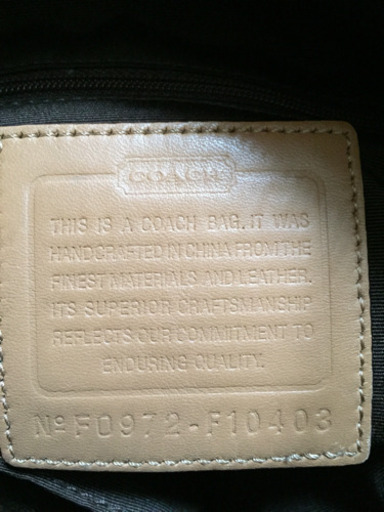 COACH
THIS IS A COACH BAG. IT WAS
HANDCRAFTED IN CHINA FROM THE
FINEST MATERIALS AND LEATHER.
ITS SUPERIOR CRAFTSMANSHIP
REFLECTS OUR COMMITMENT TO
ENDURING QUALITY.
Nº F0972-F10403